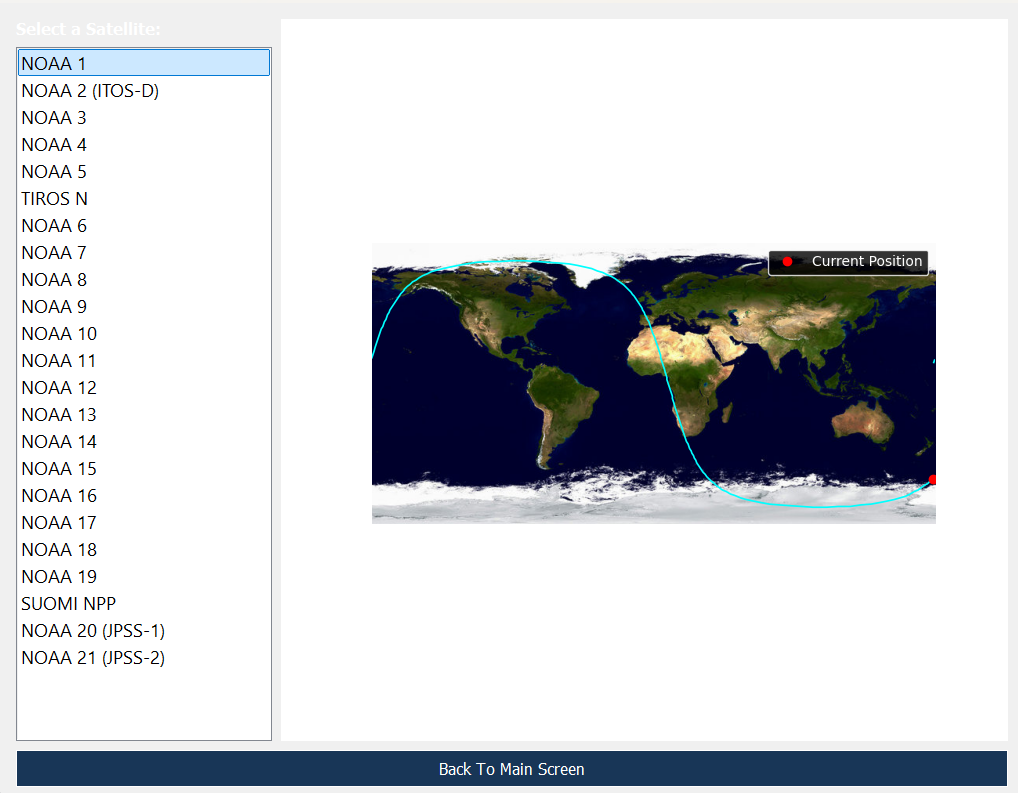 Select a Satellite:
NOAA 1
NOAA 2 (ITOS-D)
NOAA 3
NOAA 4
NOAA 5
TIROS N
NOAA 6
NOAA 7
NOAA 8
NOAA 9
NOAA 10
NOAA 11
NOAA 12
NOAA 13
NOAA 14
NOAA 15
NOAA 16
NOAA 17
NOAA 18
NOAA 19
SUOMI NPP
NOAA 20 (JPSS-1)
NOAA 21 (JPSS-2)
Current Position
Back To Main Screen